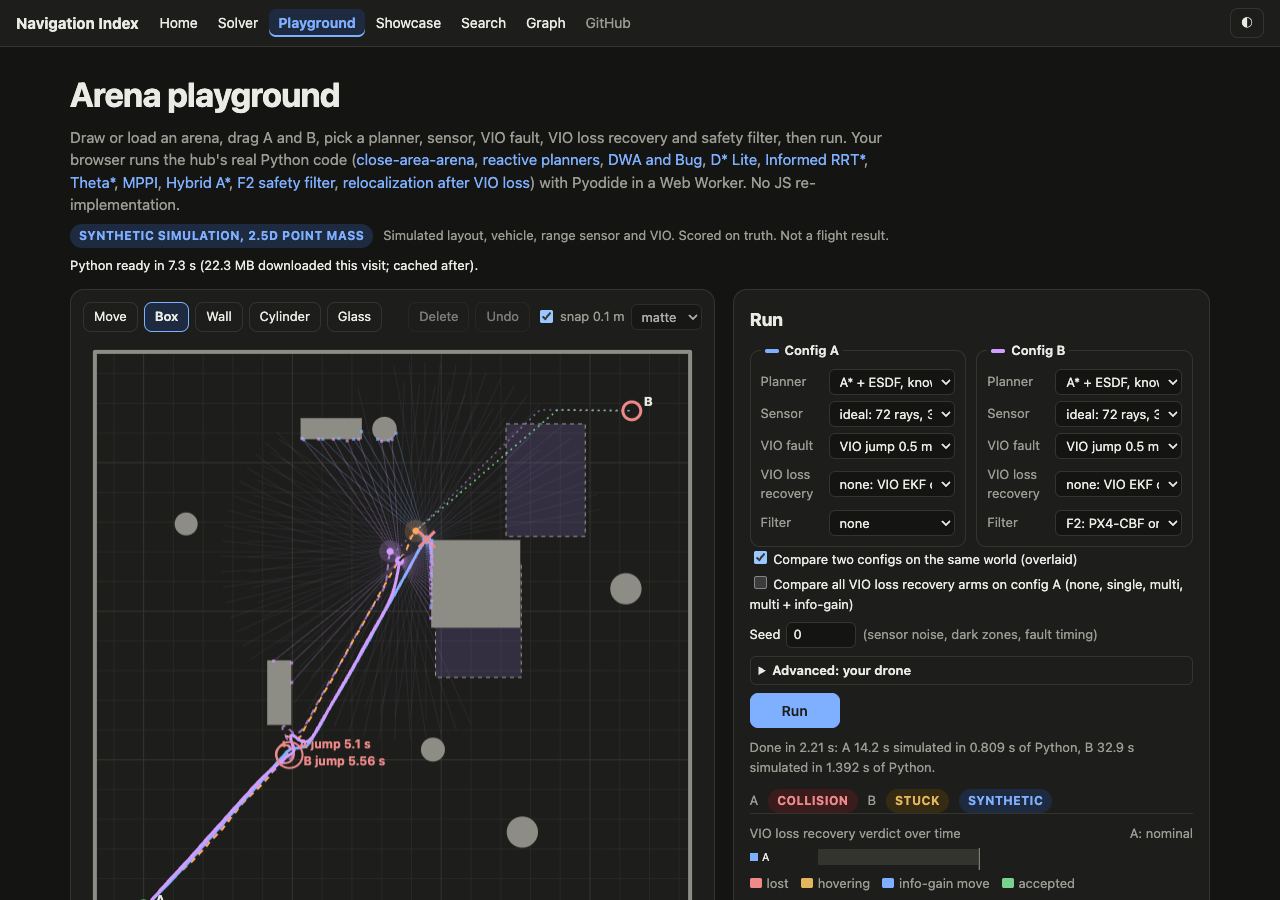 Navigation Index Home Solver Playground Showcase Search Graph GitHub
Arena playground
Draw or load an arena, drag A and B, pick a planner, sensor, VIO fault, VIO loss recovery and safety filter, then run. Your
browser runs the hub's real Python code (close-area-arena, reactive planners, DWA and Bug, D* Lite, Informed RRT*,
Theta*, MPPI, Hybrid A*, F2 safety filter, relocalization after VIO loss) with Pyodide in a Web Worker. No JS re-
implementation.
SYNTHETIC SIMULATION, 2.5D POINT MASS Simulated layout, vehicle, range sensor and VIO. Scored on truth. Not a flight result.
Python ready in 7.3 s (22.3 MB downloaded this visit; cached after).
Move Box Wall Cylinder Glass Delete Undo snap 0.1 m matte
B
jump 5.1 s
B jump 5.56 s
A
Run
Config A
Planner A* + ESDF, knov
Sensor ideal: 72 rays, 3
VIO fault VIO jump 0.5 m
VIO loss
recovery none: VIO EKF
Filter none
Config B
Planner A* + ESDF, knov
Sensor ideal: 72 rays, 3
VIO fault VIO jump 0.5 m
VIO loss
recovery none: VIO EKF
Filter F2: PX4-CBF or
Compare two configs on the same world (overlaid)
Compare all VIO loss recovery arms on config A (none, single, multi,
multi + info-gain)
Seed 0 (sensor noise, dark zones, fault timing)
Advanced: your drone
Run
Done in 2.21 s: A 14.2 s simulated in 0.809 s of Python, B 32.9 s
simulated in 1.392 s of Python.
A COLLISION B STUCK SYNTHETIC
VIO loss recovery verdict over time A: nominal
A
lost hovering info-gain move accepted